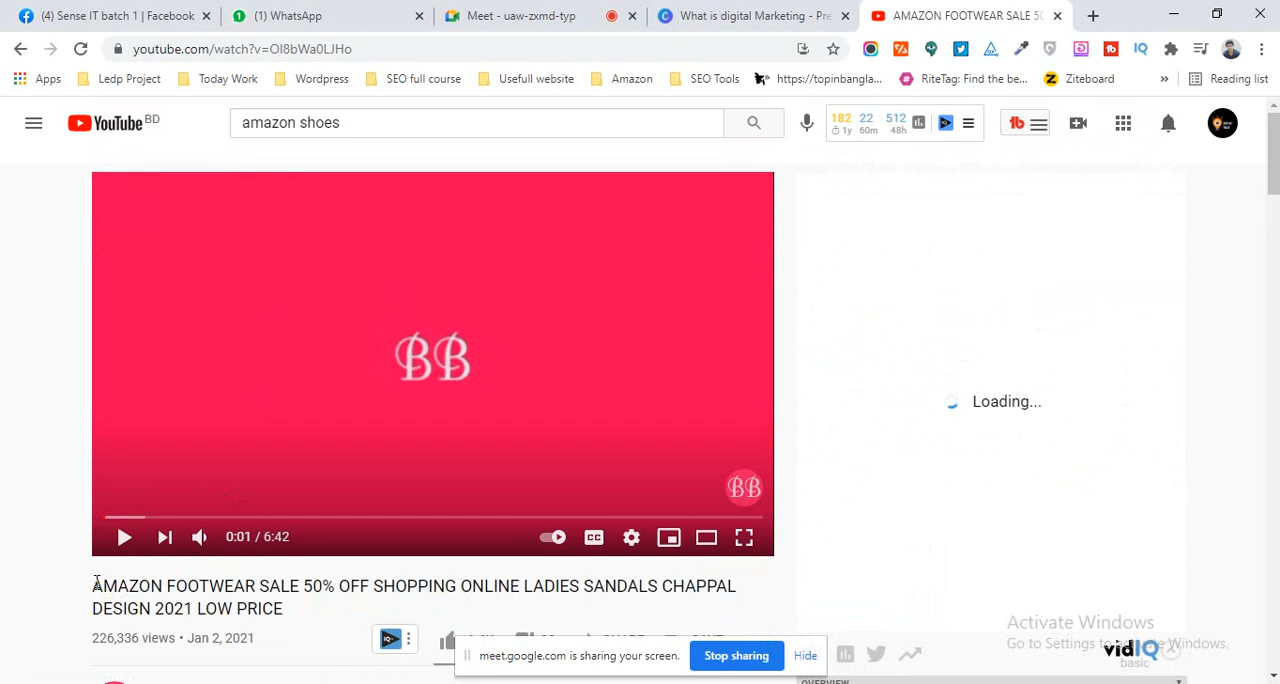 (4) Sense IT batch 1 | Facebook
(1) WhatsApp
Meet - uaw-zxmd-typ
What is digital Marketing - Pre
AMAZON FOOTWEAR SALE 50
youtube.com/watch?v=OI8bWa0LJHo
Apps
Ledp Project
Today Work
Wordpress
SEO full course
Usefull website
Amazon
SEO Tools
https://topinbangla...
RiteTag: Find the be...
Ziteboard
Reading list
YouTube BD
amazon shoes
182 22 512
1y 60m 48h
tb
BB
Loading...
BB
0:01 / 6:42
CC
AMAZON FOOTWEAR SALE 50% OFF SHOPPING ONLINE LADIES SANDALS CHAPPAL
DESIGN 2021 LOW PRICE
226,336 views • Jan 2, 2021
meet.google.com is sharing your screen.
Stop sharing
Hide
Activate Windows
Go to Settings to activate Windows.
vidIQ
basic
OVERVIEW